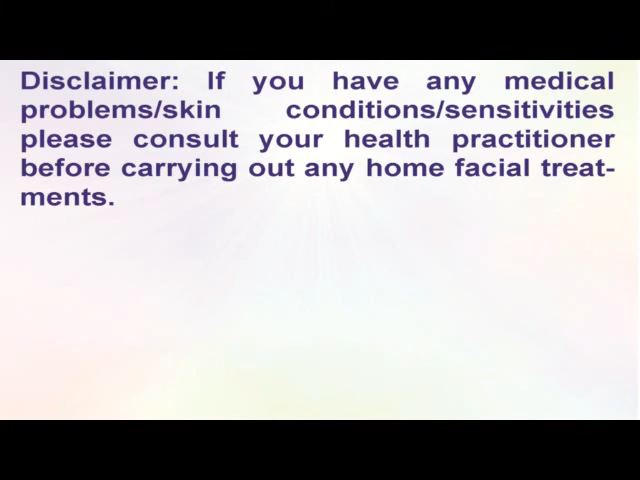 Disclaimer: If you have any medical
problems/skin conditions/sensitivities
please consult your health practitioner
before carrying out any home facial treat-
ments.